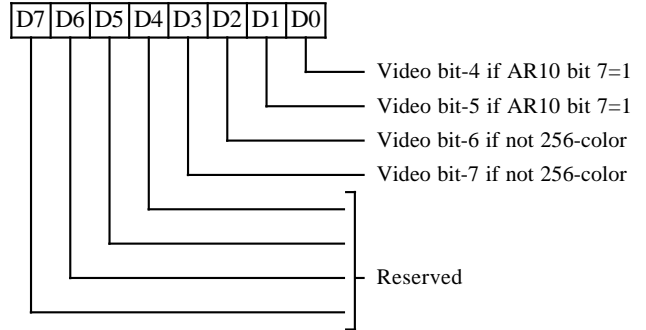 D7 D6 D5 D4 D3 D2 D1 D0
Video bit-4 if AR10 bit 7=1
Video bit-5 if AR10 bit 7=1
Video bit-6 if not 256-color
Video bit-7 if not 256-color
Reserved